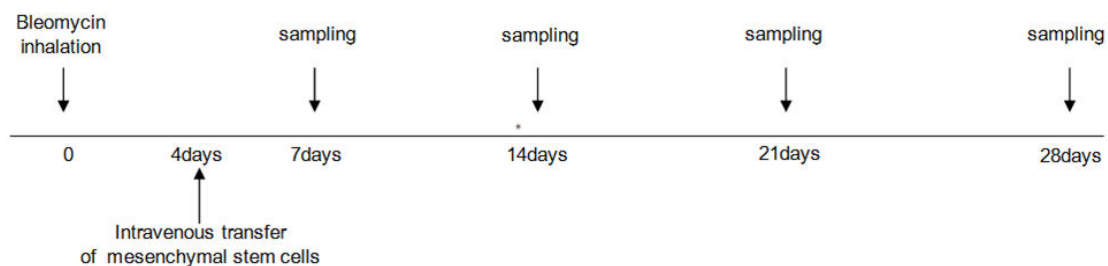 Bleomycin
inhalation
sampling
sampling
sampling
sampling
*
0
4days
7days
14days
21days
28days
Intravenous transfer
of mesenchymal stem cells